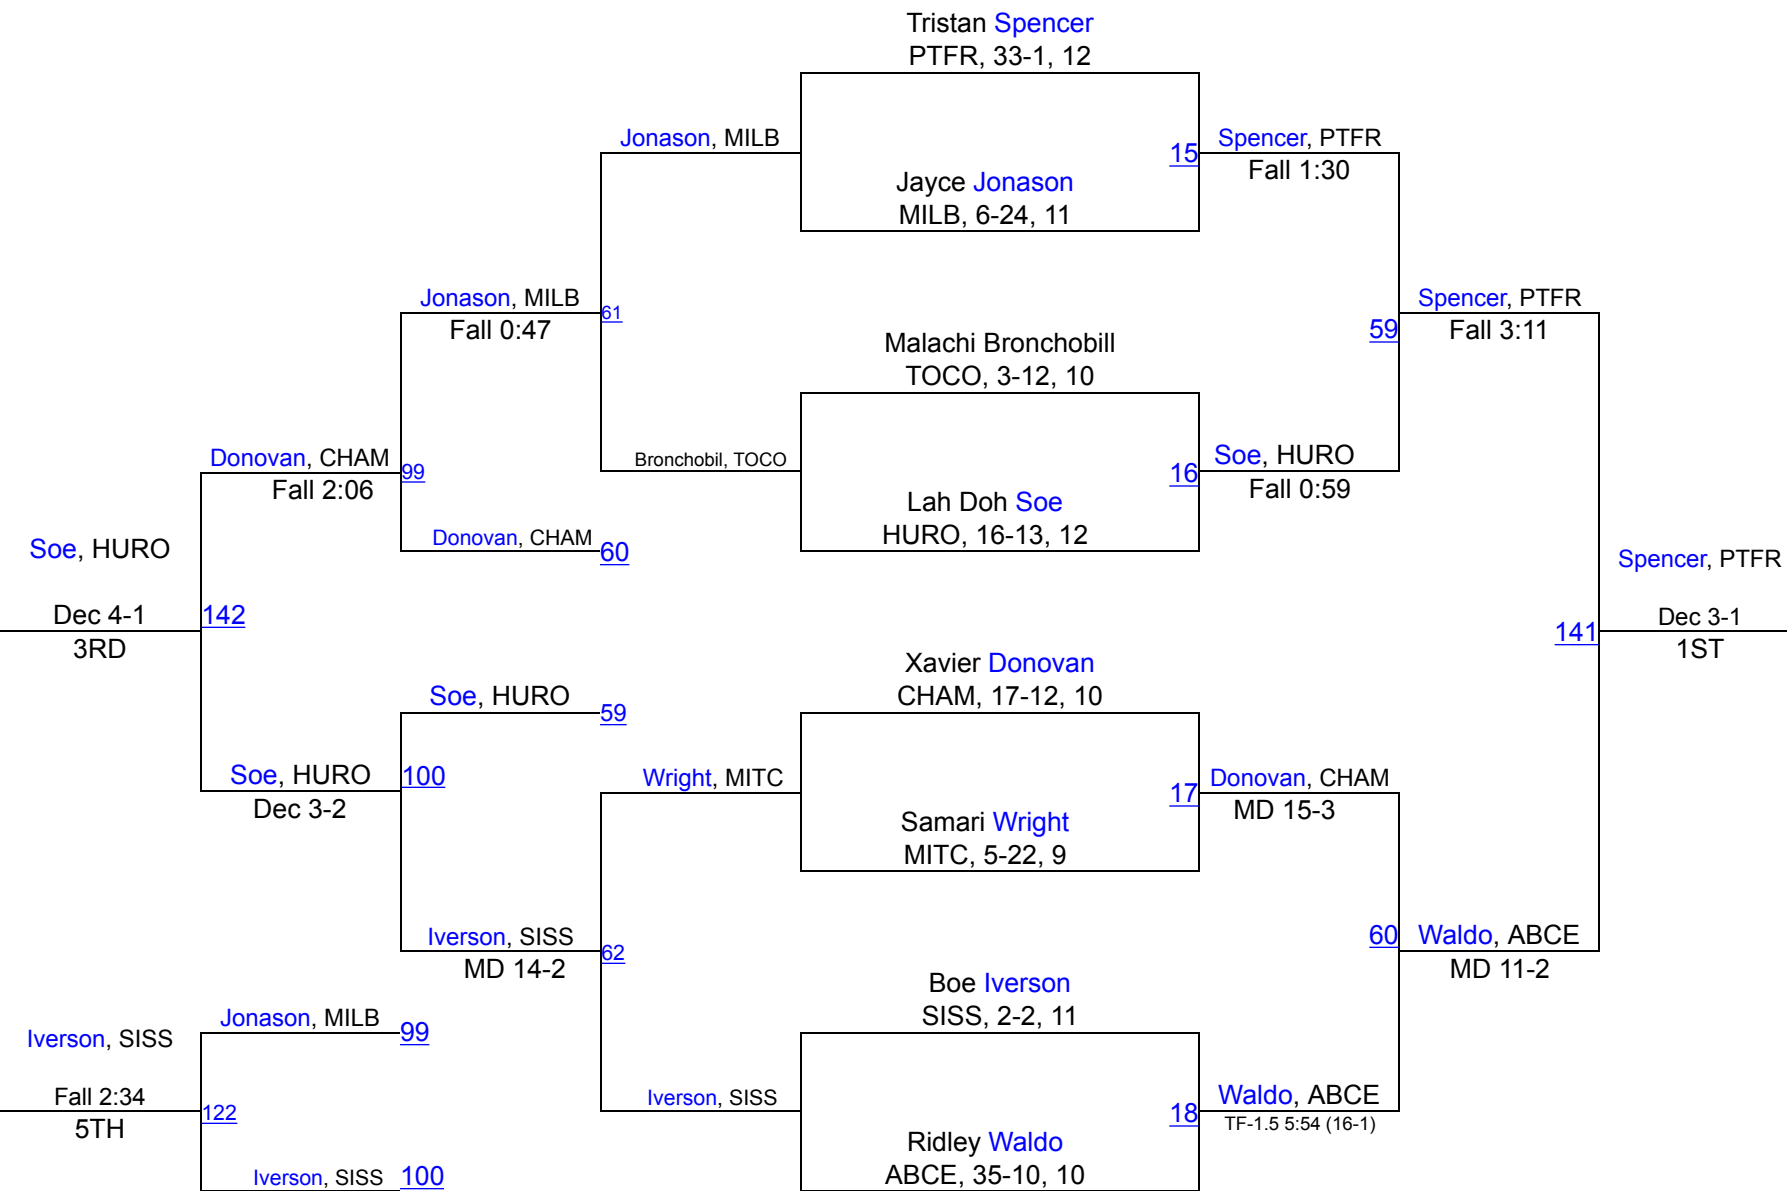 Tristan Spencer
PTFR, 33-1, 12
Jonason, MILB
15
Spencer, PTFR
Fall 1:30
Jayce Jonason
MILB, 6-24, 11
Jonason, MILB
Fall 0:47
61
Spencer, PTFR
Fall 3:11
59
Malachi Bronchobill
TOCO, 3-12, 10
Donovan, CHAM
Fall 2:06
99
Bronchobil, TOCO
16
Soe, HURO
Fall 0:59
Lah Doh Soe
HURO, 16-13, 12
Donovan, CHAM
60
Soe, HURO
Dec 4-1
3RD
142
Spencer, PTFR
Dec 3-1
1ST
141
Xavier Donovan
CHAM, 17-12, 10
Soe, HURO
59
Soe, HURO
Dec 3-2
100
Wright, MITC
17
Donovan, CHAM
MD 15-3
Samari Wright
MITC, 5-22, 9
Iverson, SISS
MD 14-2
62
60
Waldo, ABCE
MD 11-2
Boe Iverson
SISS, 2-2, 11
Jonason, MILB
99
Iverson, SISS
Fall 2:34
5TH
122
Iverson, SISS
18
Waldo, ABCE
TF-1.5 5:54 (16-1)
Ridley Waldo
ABCE, 35-10, 10
Iverson, SISS
100